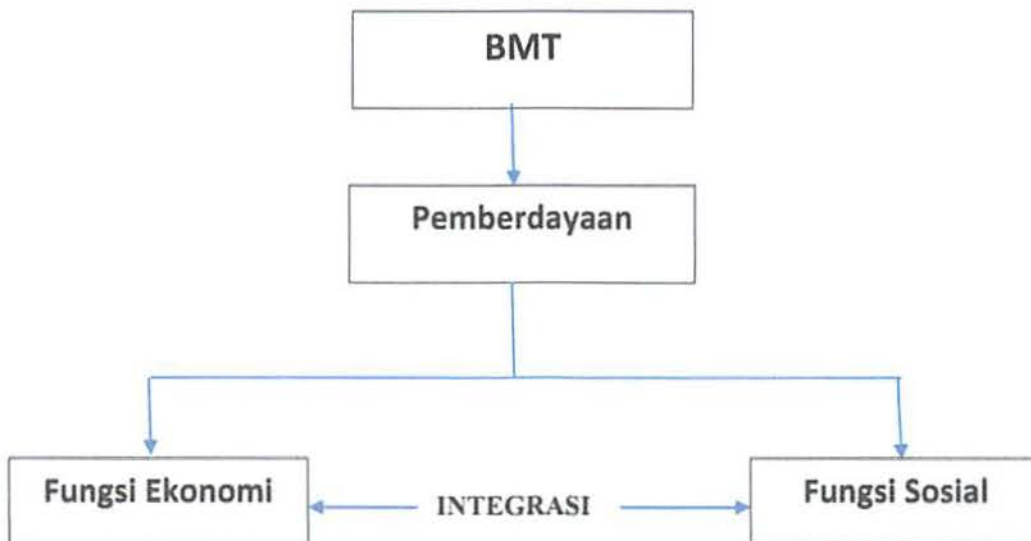 BMT
Pemberdayaan
Fungsi Ekonomi
INTEGRASI
Fungsi Sosial